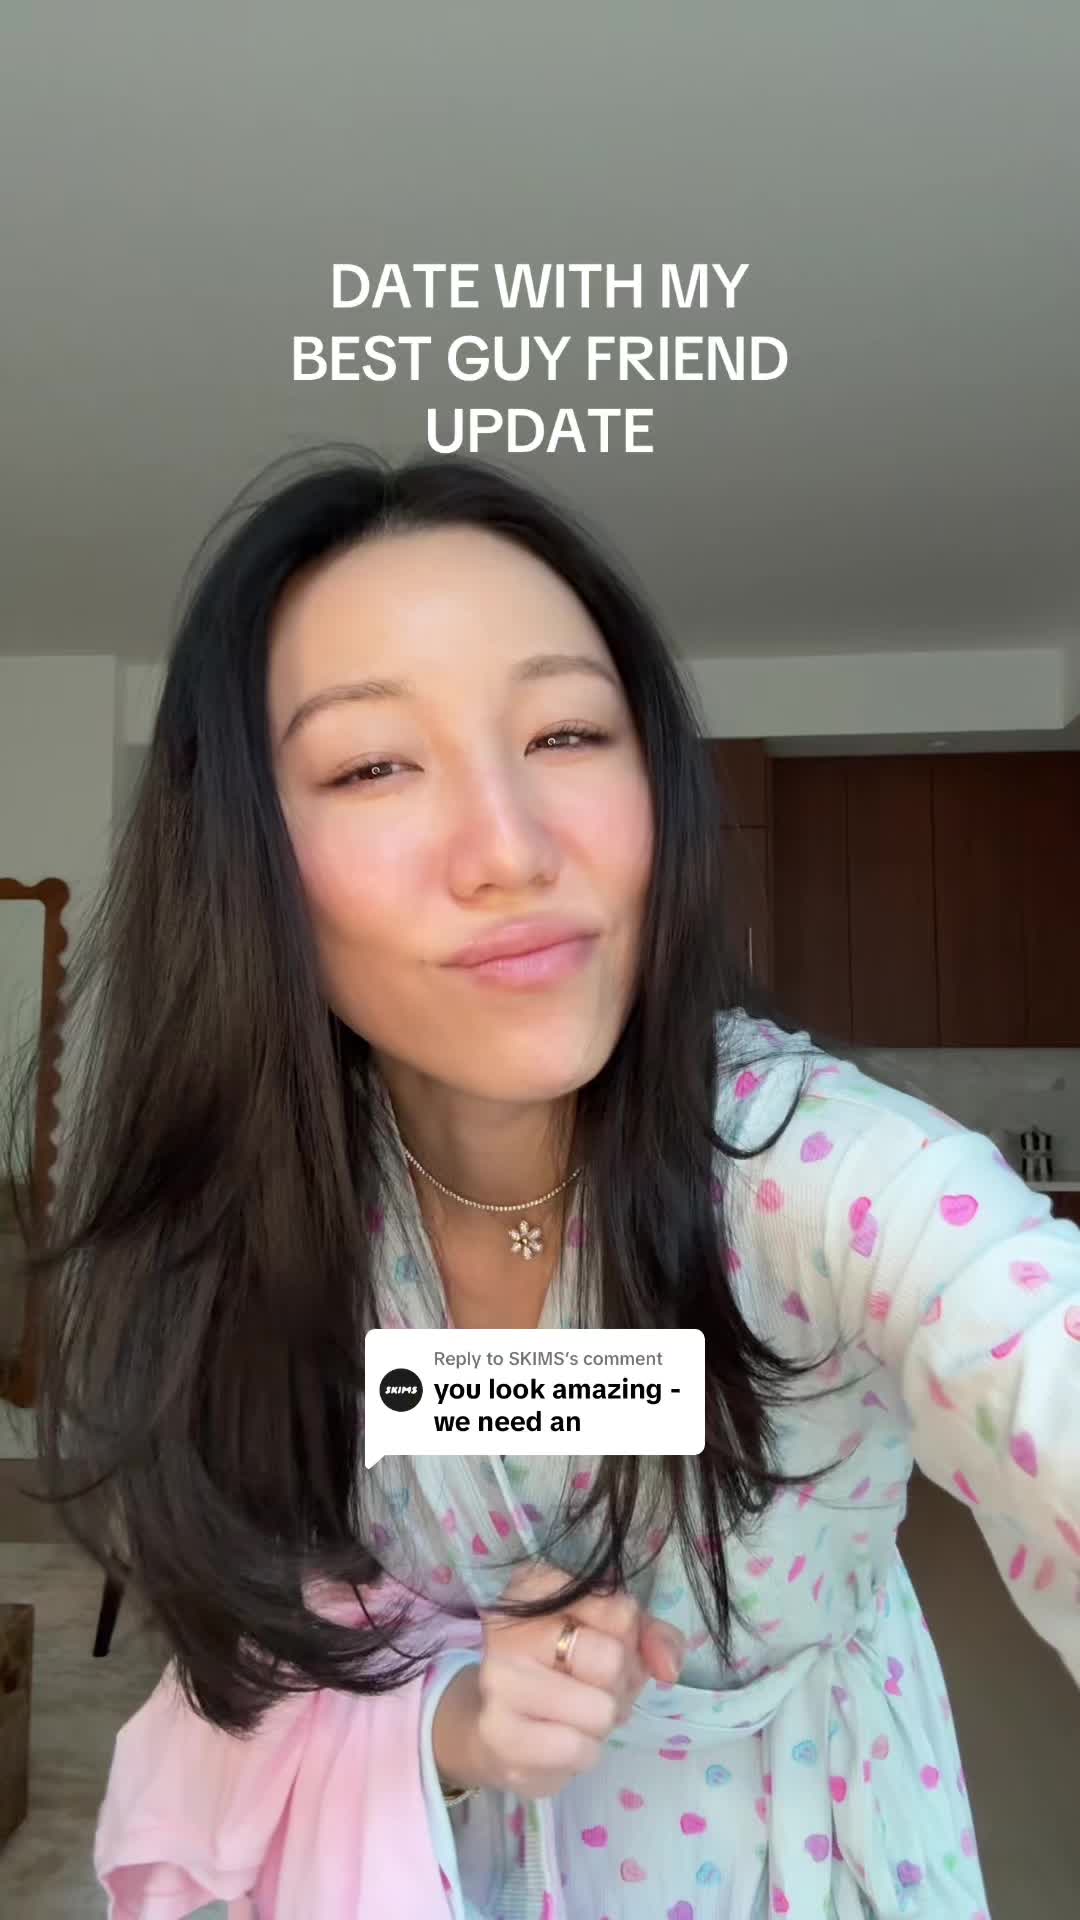 DATE WITH MY
BEST GUY FRIEND
UPDATE
Reply to SKIMS's comment
SKIMS
you look amazing -
we need an